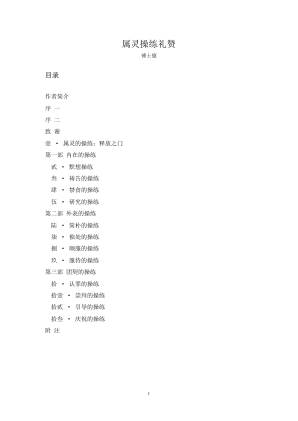 属灵操练礼赞
傅士德
目录
作者简介
序 一
序 二
致 谢
壹 • 属灵的操练：释放之门
第一部 内在的操练
贰 • 默想操练
叁 • 祷告的操练
肆 • 禁食的操练
伍 • 研究的操练
第二部 外表的操练
陆 • 简朴的操练
柒 • 独处的操练
捌 • 顺服的操练
玖 • 服侍的操练
第三部 团契的操练
拾 • 认罪的操练
拾壹 • 崇拜的操练
拾贰 • 引导的操练
拾叁 • 庆祝的操练
附 注
1